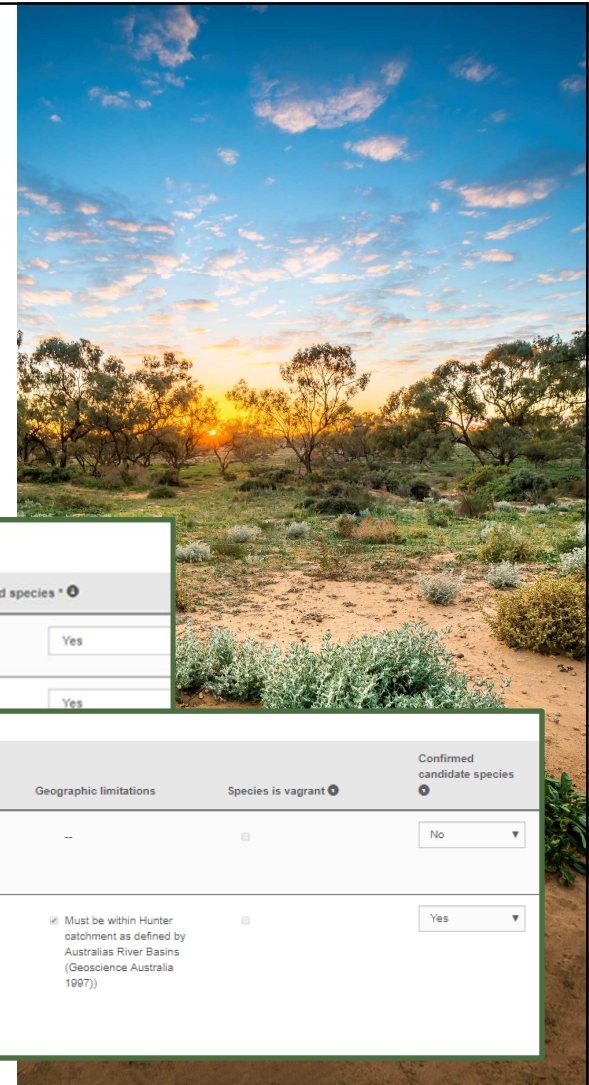 species *
Yes
Yes
Geographic limitations
Species is vagrant
Confirmed
candidate species
--
No
Must be within Hunter
catchment as defined by
Australias River Basins
(Geoscience Australia
1997))
Yes